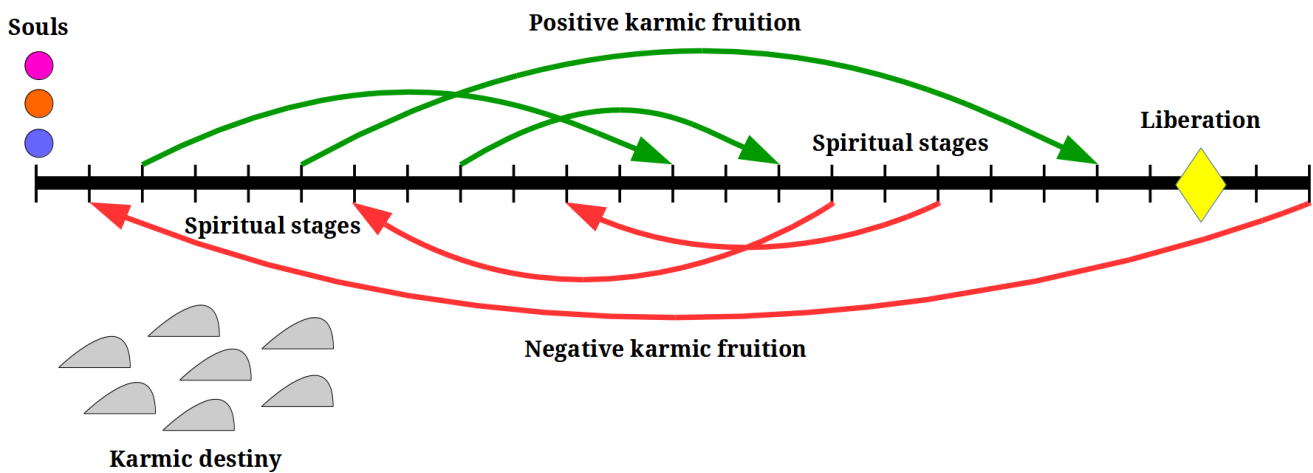 Souls
Positive karmic fruition
Liberation
Spiritual stages
Spiritual stages
Negative karmic fruition
Karmic destiny